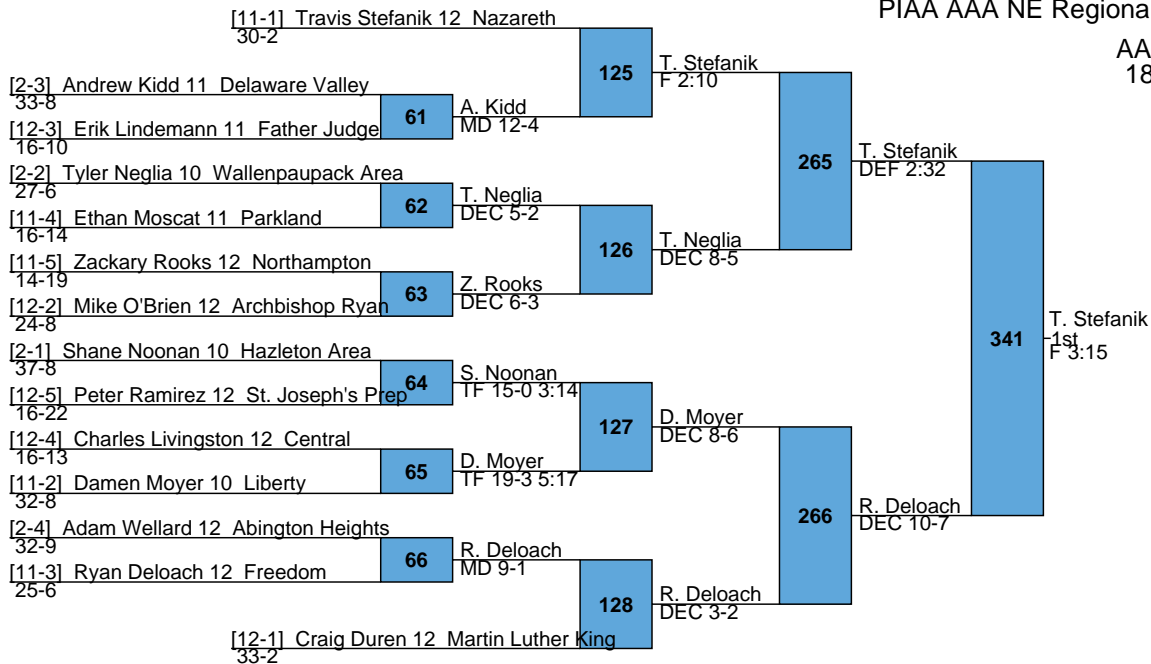 PIAA AAA NE Regiona
AA
18
[11-1] Travis Stefanik 12 Nazareth
30-2
[2-3] Andrew Kidd 11 Delaware Valley
33-8
[12-3] Erik Lindemann 11 Father Judge
16-10
[2-2] Tyler Neglia 10 Wallenpaupack Area
27-6
[11-4] Ethan Moscat 11 Parkland
16-14
[11-5] Zackary Rooks 12 Northampton
14-19
[12-2] Mike O'Brien 12 Archbishop Ryan
24-8
[2-1] Shane Noonan 10 Hazleton Area
37-8
[12-5] Peter Ramirez 12 St. Joseph's Prep
16-22
[12-4] Charles Livingston 12 Central
16-13
[11-2] Damen Moyer 10 Liberty
32-8
[2-4] Adam Wellard 12 Abington Heights
32-9
[11-3] Ryan Deloach 12 Freedom
25-6
[12-1] Craig Duren 12 Martin Luther King
33-2
61
62
63
64
65
66
A. Kidd
MD 12-4
T. Neglia
DEC 5-2
Z. Rooks
DEC 6-3
S. Noonan
TF 15-0 3:14
D. Moyer
TF 19-3 5:17
R. Deloach
MD 9-1
125
126
127
128
T. Stefanik
F 2:10
T. Neglia
DEC 8-5
D. Moyer
DEC 8-6
R. Deloach
DEC 3-2
265
266
T. Stefanik
DEF 2:32
R. Deloach
DEC 10-7
341
T. Stefanik
1st
F 3:15